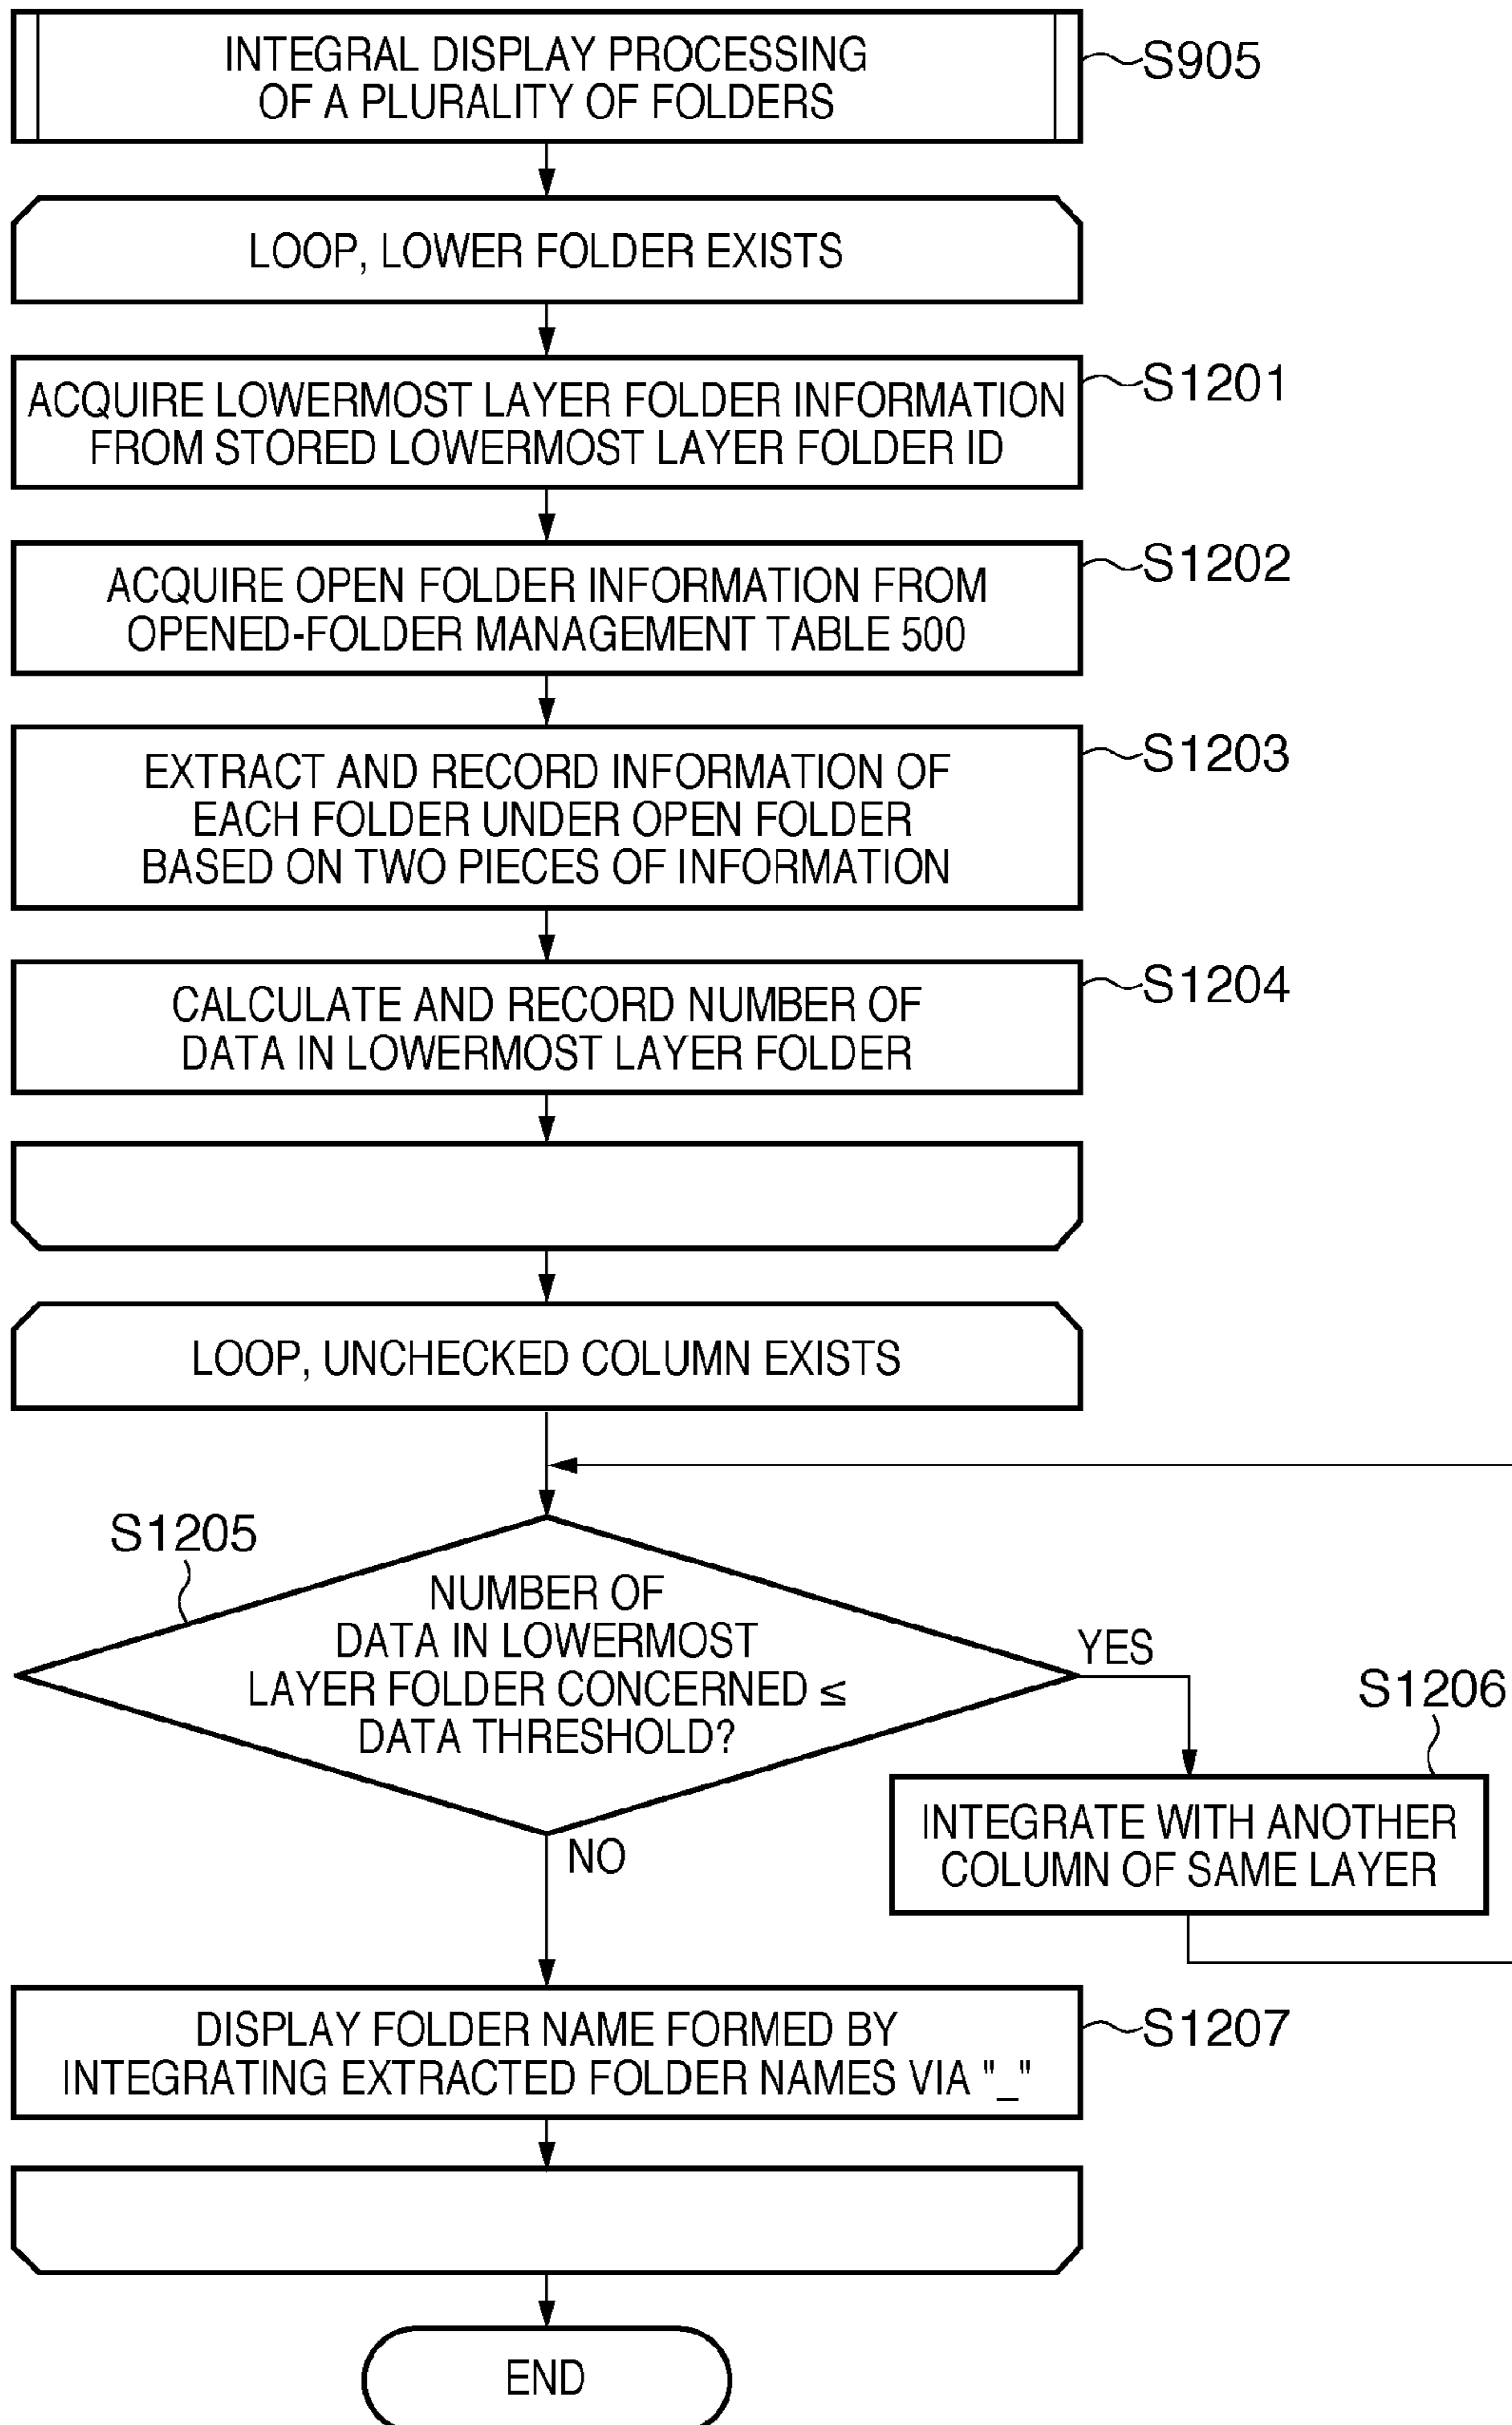 INTEGRAL DISPLAY PROCESSING
OF A PLURALITY OF FOLDERS
S905
LOOP, LOWER FOLDER EXISTS
ACQUIRE LOWERMOST LAYER FOLDER INFORMATION
FROM STORED LOWERMOST LAYER FOLDER ID
S1201
ACQUIRE OPEN FOLDER INFORMATION FROM
OPENED-FOLDER MANAGEMENT TABLE 500
S1202
EXTRACT AND RECORD INFORMATION OF
EACH FOLDER UNDER OPEN FOLDER
BASED ON TWO PIECES OF INFORMATION
S1203
CALCULATE AND RECORD NUMBER OF
DATA IN LOWERMOST LAYER FOLDER
S1204
LOOP, UNCHECKED COLUMN EXISTS
S1205
NUMBER OF
DATA IN LOWERMOST
LAYER FOLDER CONCERNED ≤
DATA THRESHOLD?
YES
S1206
INTEGRATE WITH ANOTHER
COLUMN OF SAME LAYER
NO
DISPLAY FOLDER NAME FORMED BY
INTEGRATING EXTRACTED FOLDER NAMES VIA "_"
S1207
END